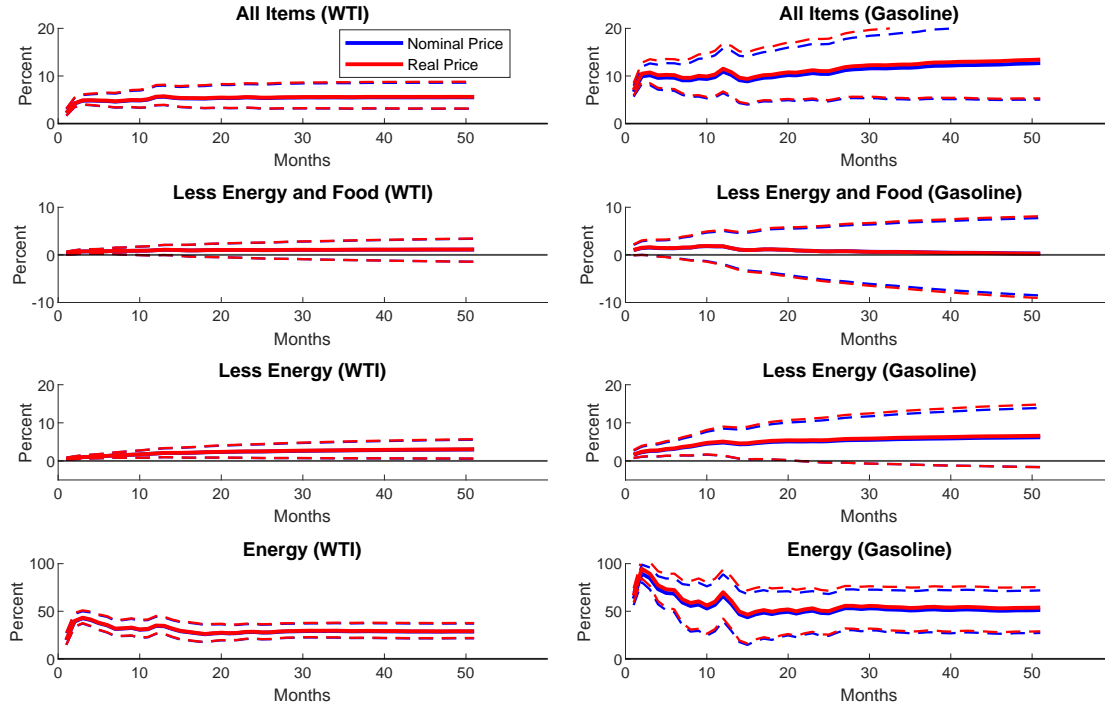 All Items (WTI)
20
10
0
Percent
0 10 20 30 40 50
Months
Nominal Price
Real Price
All Items (Gasoline)
20
10
0
Percent
0 10 20 30 40 50
Months
Less Energy and Food (WTI)
10
0
-10
Percent
0 10 20 30 40 50
Months
Less Energy and Food (Gasoline)
10
0
-10
Percent
0 10 20 30 40 50
Months
Less Energy (WTI)
20
10
0
Percent
0 10 20 30 40 50
Months
Less Energy (Gasoline)
20
10
0
Percent
0 10 20 30 40 50
Months
Energy (WTI)
100
50
0
Percent
0 10 20 30 40 50
Months
Energy (Gasoline)
100
50
0
Percent
0 10 20 30 40 50
Months